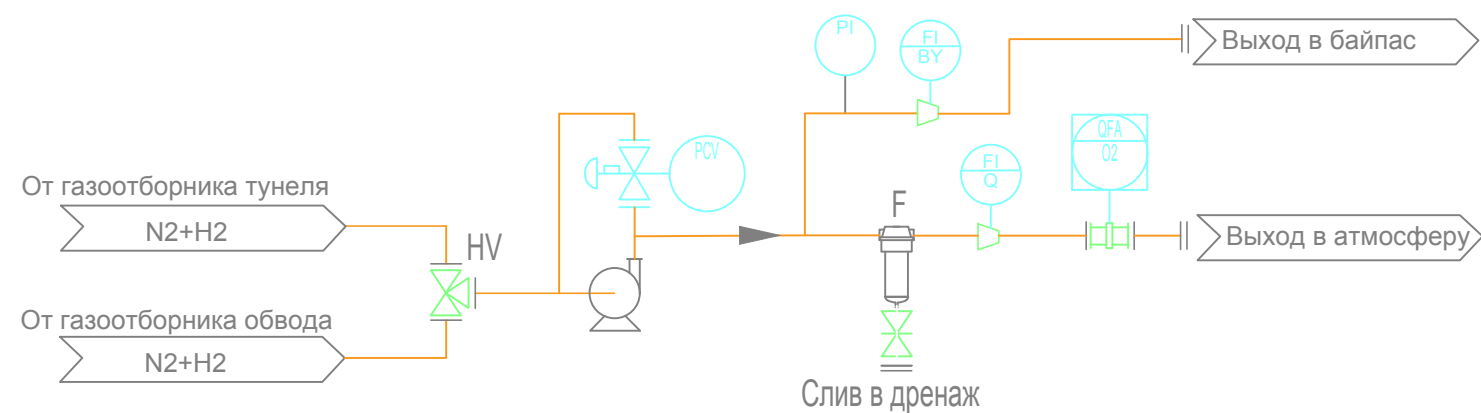 PI
FI
BY
Выход в байпас
PCV
QFA
O2
FI
Q
От газоотборника тунеля
N2+H2
HV
F
Выход в атмосферу
От газоотборника обвода
N2+H2
Слив в дренаж